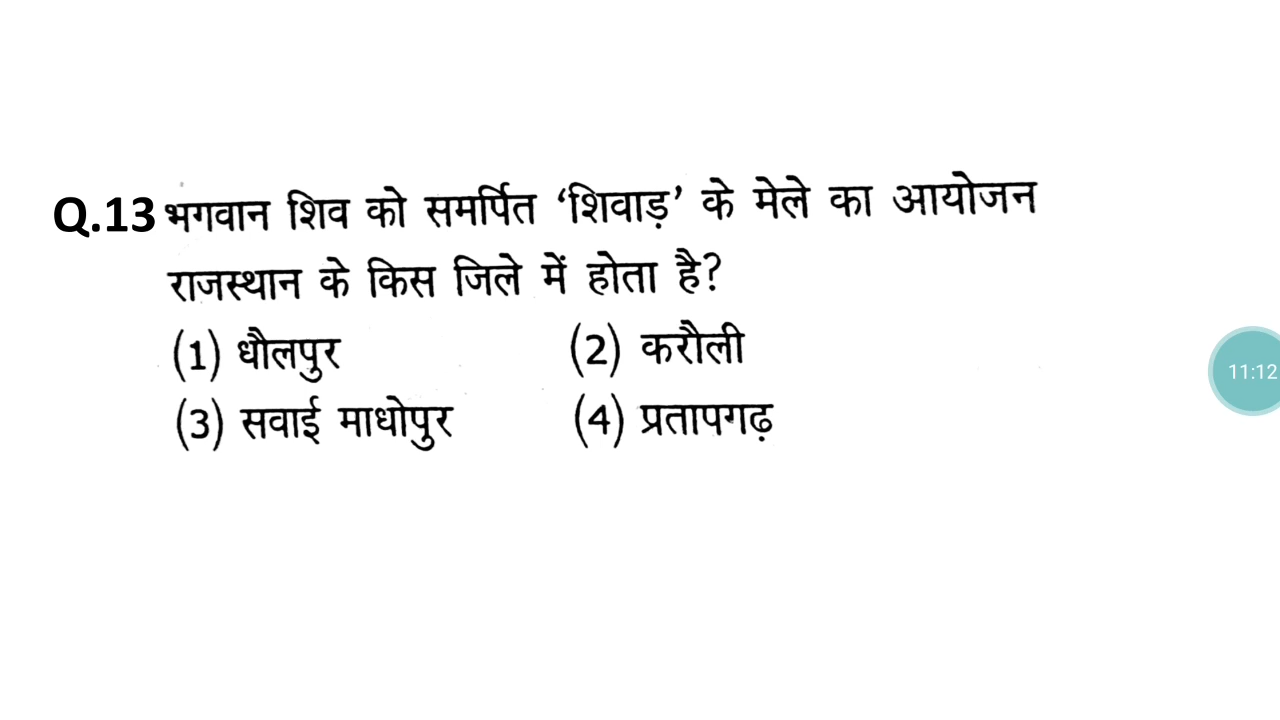 Q.13 भगवान शिव को समर्पित ‘शिवाड़’ के मेले का आयोजन
राजस्थान के किस जिले में होता है?
(1) धौलपुर (2) करौली
(3) सवाई माधोपुर (4) प्रतापगढ़
11:12